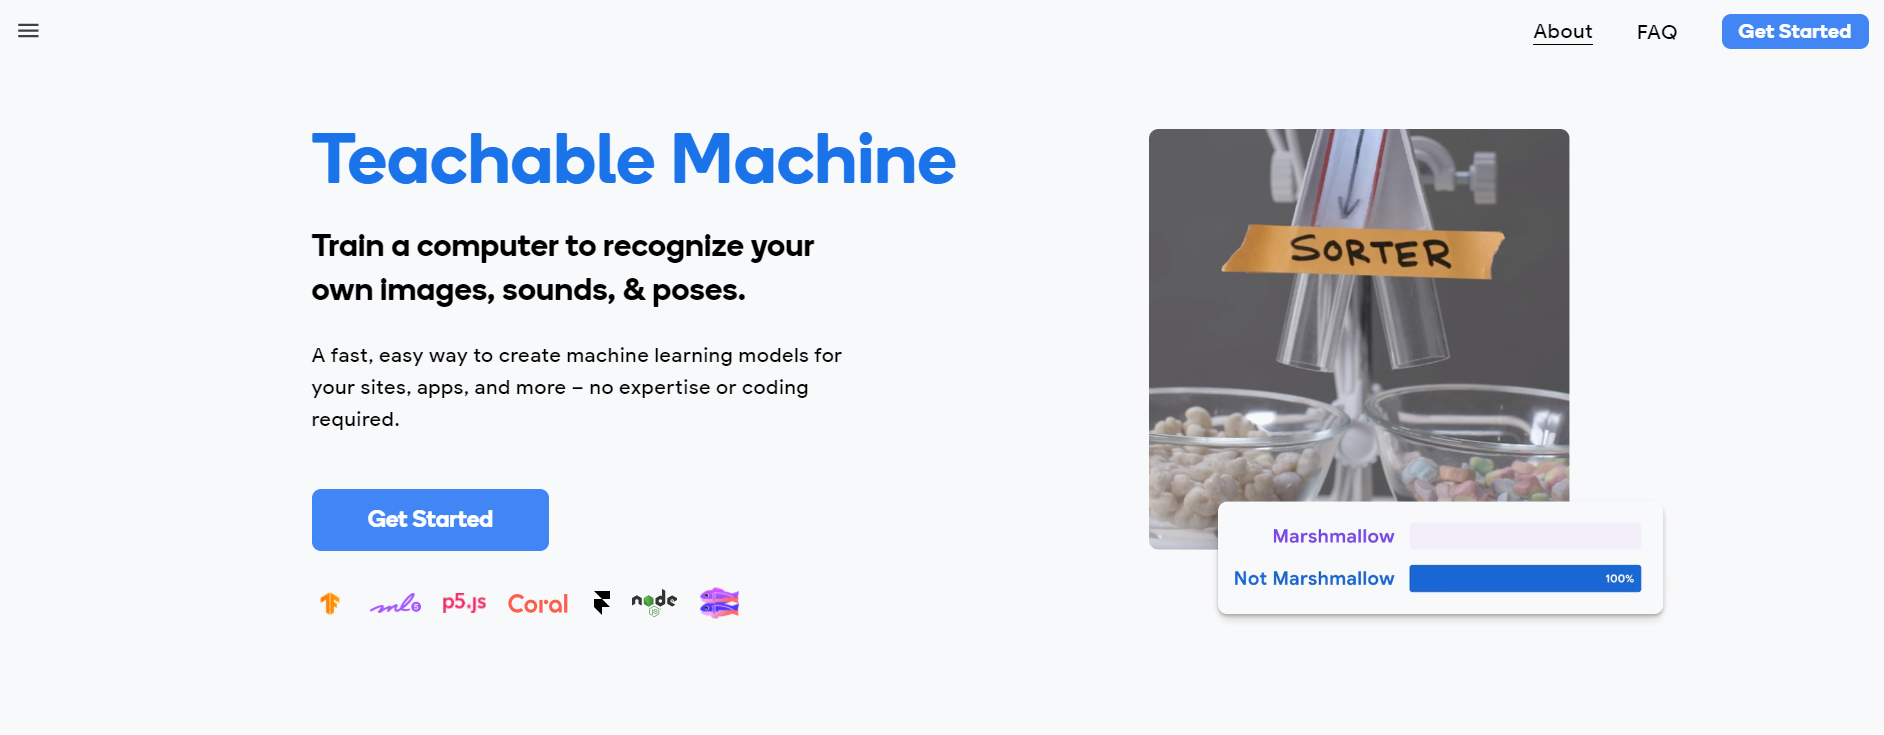 About
FAQ
Get Started
Teachable Machine
Train a computer to recognize your
own images, sounds, & poses.
A fast, easy way to create machine learning models for
your sites, apps, and more – no expertise or coding
required.
Get Started
ml5
p5.js
Coral
node
JS
SORTER
Marshmallow
Not Marshmallow 100%